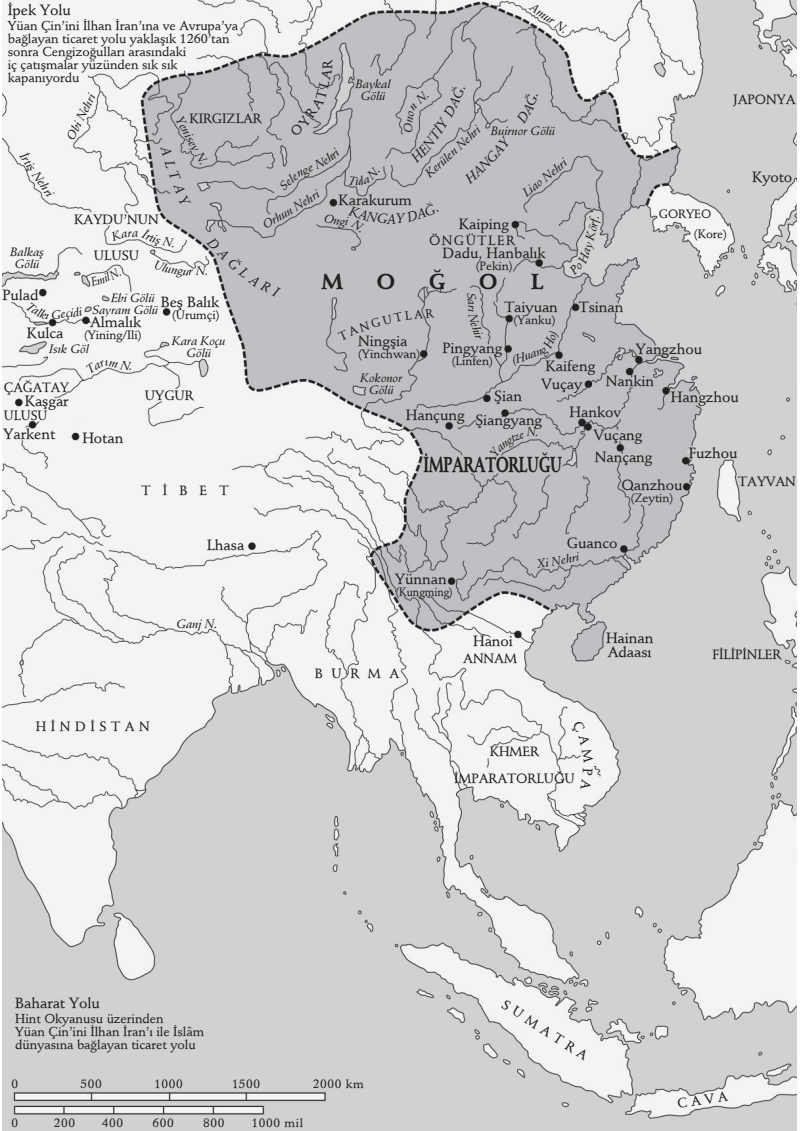 İpek Yolu
Yüan Çin'ini İlhan İran'ına ve Avrupa'ya
bağlayan ticaret yolu yaklaşık 1260'tan
sonra Cengizoğulları arasındaki
iç çatışmalar yüzünden sık sık
kapanıyordu
Amur N.
JAPONYA
Kyoto
GORYEO
(Kore)
Obi Nehri
İrtiş Nehri
KIRGIZLAR
Yenisey N.
OYRATLAR
Baykal
Gölü
Onon N.
HENTİY DAĞ.
Kerülen Nehri
HANGAY DAĞ.
Buirnor Gölü
Liao Nehri
ALTAY
DAĞLARI
Selenge Nehri
Tula N.
Orhun Nehri
Karakurum
KANGAY DAĞ.
Ongi N.
Kaiping
ÖNGÜTLER
Dadu, Hanbalık
(Pekin)
Po Hay Körf.
KAYDU'NUN
ULUSU
Kara İrtiş N.
Ulungur N.
Balkaş
Gölü
Emil N.
Pulad
Ebi Gölü
Talkı Geçidi
Sayram Gölü
Beş Balık
(Urumçi)
Kulca
Almalık
(Yining/Ili)
Isık Göl
Kara Koçu
Gölü
Tarım N.
ÇAĞATAY
ULUSU
Kaşgar
Yarkent
Hotan
UYGUR
MOĞOL
TANGUTLAR
Ningşia
(Yinchwan)
Sarı Nehir
Taiyuan
(Yanku)
Tsinan
Pingyang
(Linfen)
(Huang Ho)
Kaifeng
Yangzhou
Vuçay
Nankin
Hangzhou
Kokonor
Gölü
Şian
Hançung
Siangyang
Hankov
Yangtze N.
Vuçang
Nançang
İMPARATORLUĞU
Fuzhou
Qanzhou
(Zeytin)
TAYVAN
TİBET
Lhasa
Guanco
Xi Nehri
Yünnan
(Kungming)
Ganj N.
Hanoi
ANNAM
Hainan
Adaası
FİLİPİNLER
BURMA
HİNDİSTAN
KHMER
İMPARATORLUĞU
ÇAMPA
Baharat Yolu
Hint Okyanusu üzerinden
Yüan Çin'ini İlhan İran'ı ile İslâm
dünyasına bağlayan ticaret yolu
SUMATRA
CAVA
0 500 1000 1500 2000 km
0 200 400 600 800 1000 mil